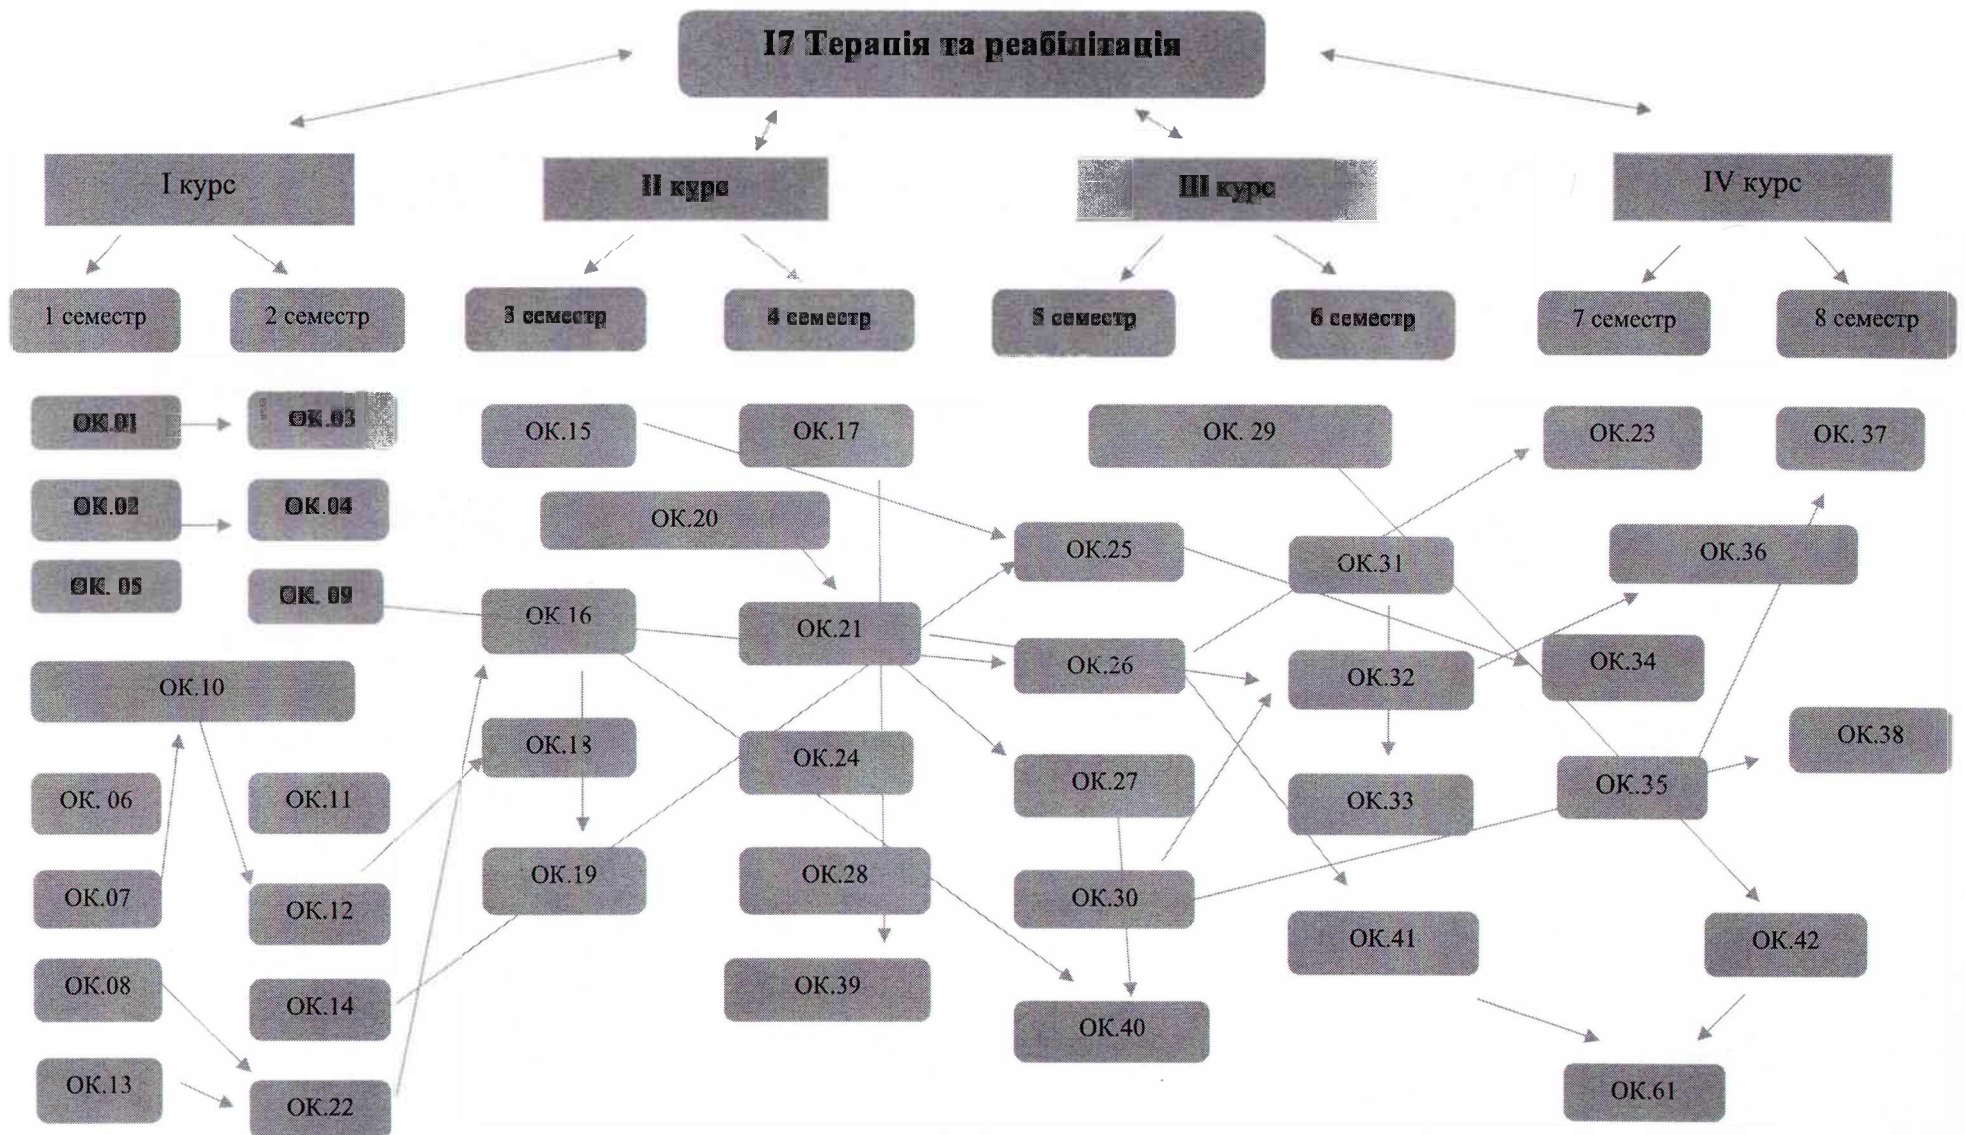 I7 Терапія та реабілітація
I курс
II курс
III курс
IV курс
1 семестр
2 семестр
3 семестр
4 семестр
5 семестр
6 семестр
7 семестр
8 семестр
ОК.01
ОК.03
ОК.15
ОК.17
ОК. 29
ОК.23
ОК. 37
ОК.02
ОК.04
ОК.20
ОК.25
ОК.31
ОК.36
ОК. 05
ОК. 09
ОК.16
ОК.21
ОК.26
ОК.32
ОК.34
ОК.10
ОК.18
ОК.24
ОК.27
ОК.33
ОК.35
ОК.38
ОК. 06
ОК.11
ОК.19
ОК.28
ОК.30
ОК.07
ОК.12
ОК.41
ОК.42
ОК.08
ОК.14
ОК.39
ОК.40
ОК.13
ОК.22
ОК.61